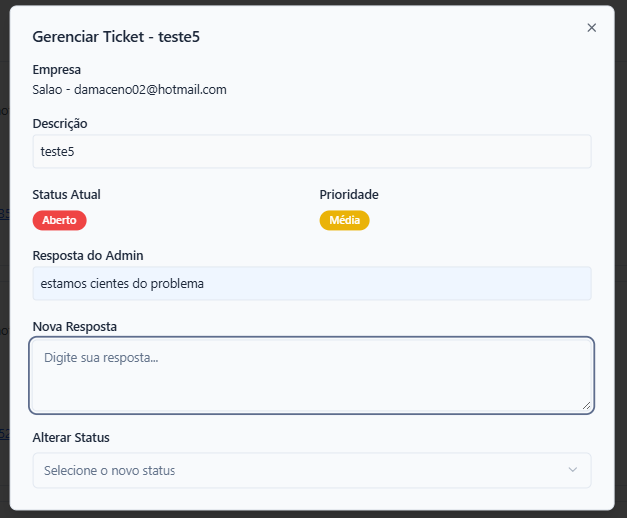 Gerenciar Ticket - teste5
Empresa
Salao - damaceno02@hotmail.com
Descrição
teste5
Status Atual
Prioridade
Aberto
Média
Resposta do Admin
estamos cientes do problema
Nova Resposta
Digite sua resposta...
Alterar Status
Selecione o novo status